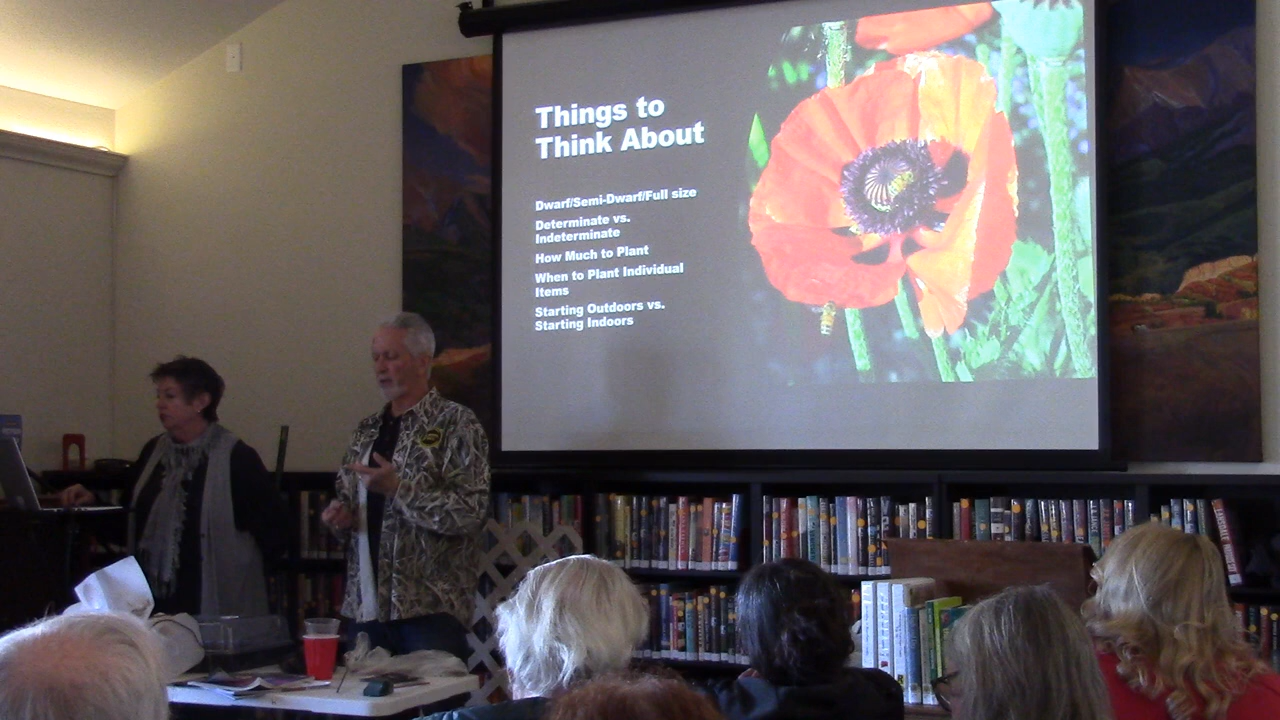 Things to
Think About
Dwarf/Semi-Dwarf/Full size
Determinate vs.
Indeterminate
How Much to Plant
When to Plant Individual
Items
Starting Outdoors vs.
Starting Indoors